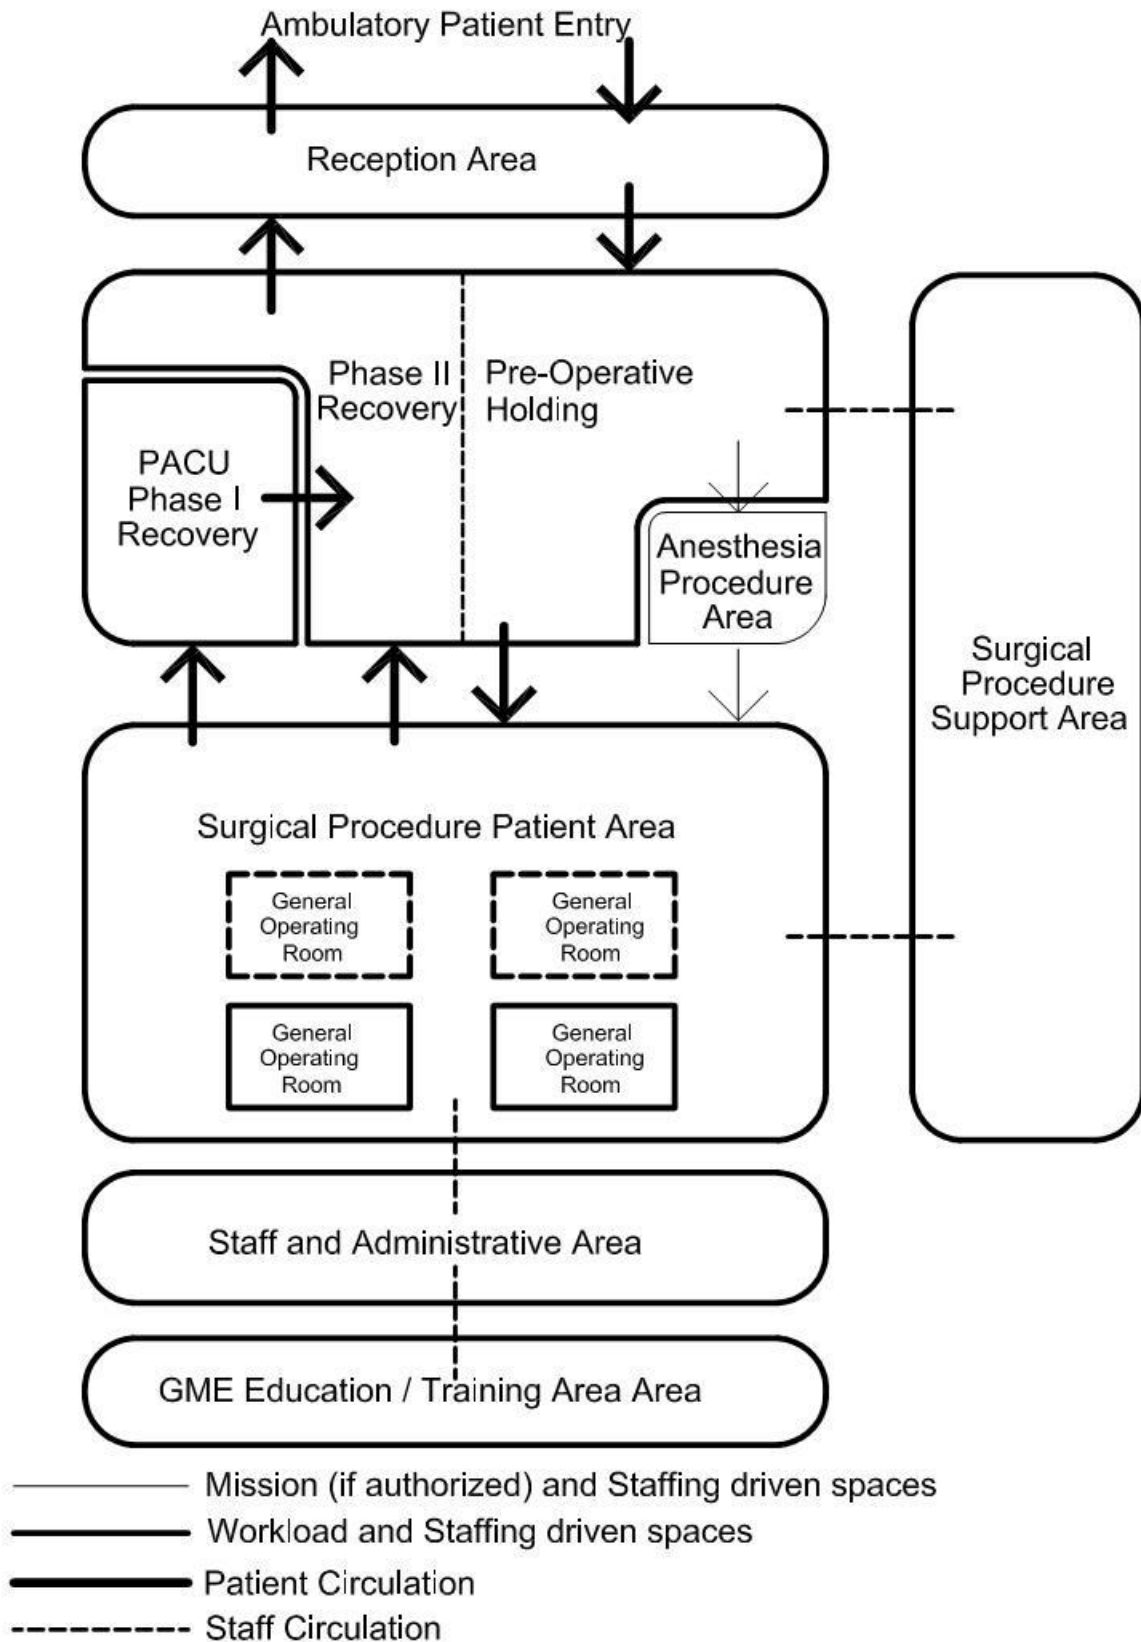 Ambulatory Patient Entry
Reception Area
Phase II
Recovery
Pre-Operative
Holding
PACU
Phase I
Recovery
Anesthesia
Procedure
Area
Surgical
Procedure
Support Area
Surgical Procedure Patient Area
General
Operating
Room
General
Operating
Room
General
Operating
Room
General
Operating
Room
Staff and Administrative Area
GME Education / Training Area Area
Mission (if authorized) and Staffing driven spaces
Workload and Staffing driven spaces
Patient Circulation
Staff Circulation